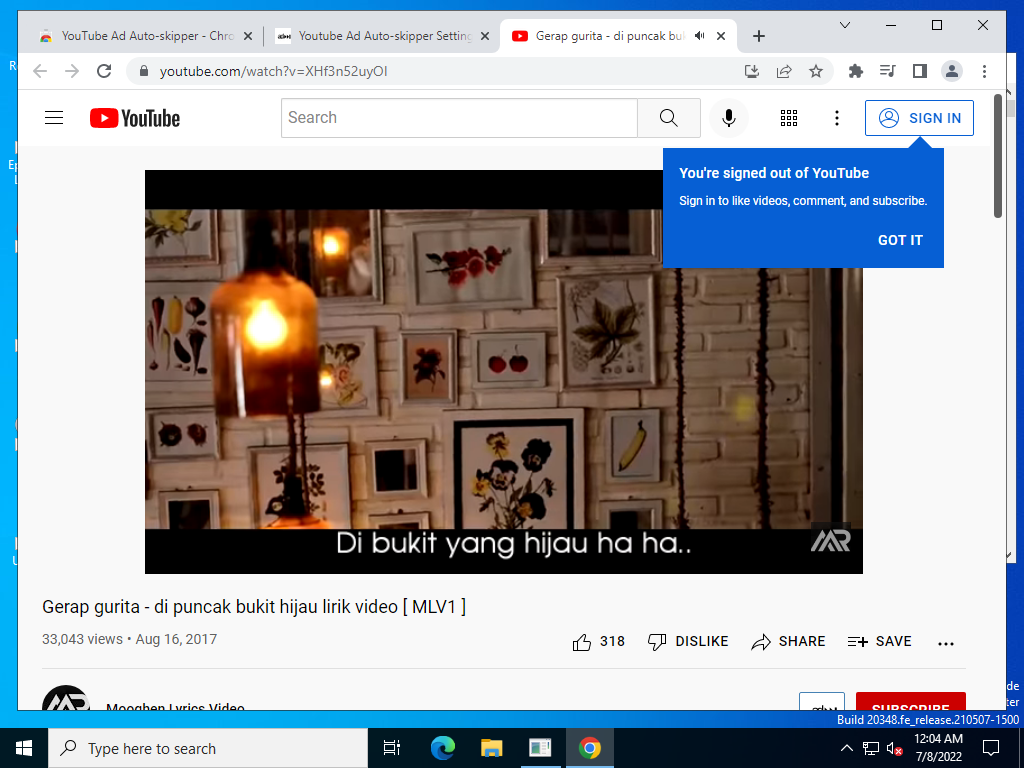 YouTube Ad Auto-skipper - Chro
Youtube Ad Auto-skipper Setting
Gerap gurita - di puncak buk
youtube.com/watch?v=XHf3n52uyOI
YouTube
Search
SIGN IN
You're signed out of YouTube
Sign in to like videos, comment, and subscribe.
GOT IT
Di bukit yang hijau ha ha..
MR
Gerap gurita - di puncak bukit hijau lirik video [ MLV1 ]
33,043 views • Aug 16, 2017
318
DISLIKE
SHARE
SAVE
Mooghen Lyrics Video
SUBSCRIBE
Build 20348.fe_release.210507-1500
Type here to search
12:04 AM
7/8/2022